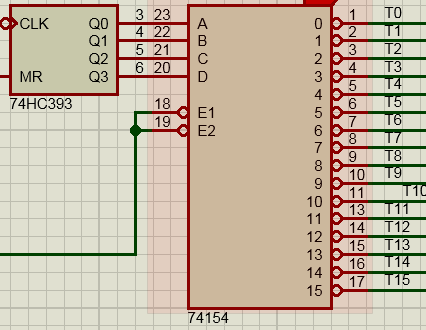 CLK Q0 3 23 A 0 1 T0
Q1 4 22 B 1 2 T1
Q2 5 21 C 2 3 T2
MR Q3 6 20 D 3 4 T3
4 5 T4
74HC393
18 E1 5 6 T5
19 E2 6 7 T6
7 8 T7
8 9 T8
9 10 T9
10 11 T10
11 13 T11
12 14 T12
13 15 T13
14 16 T14
15 17 T15
74154